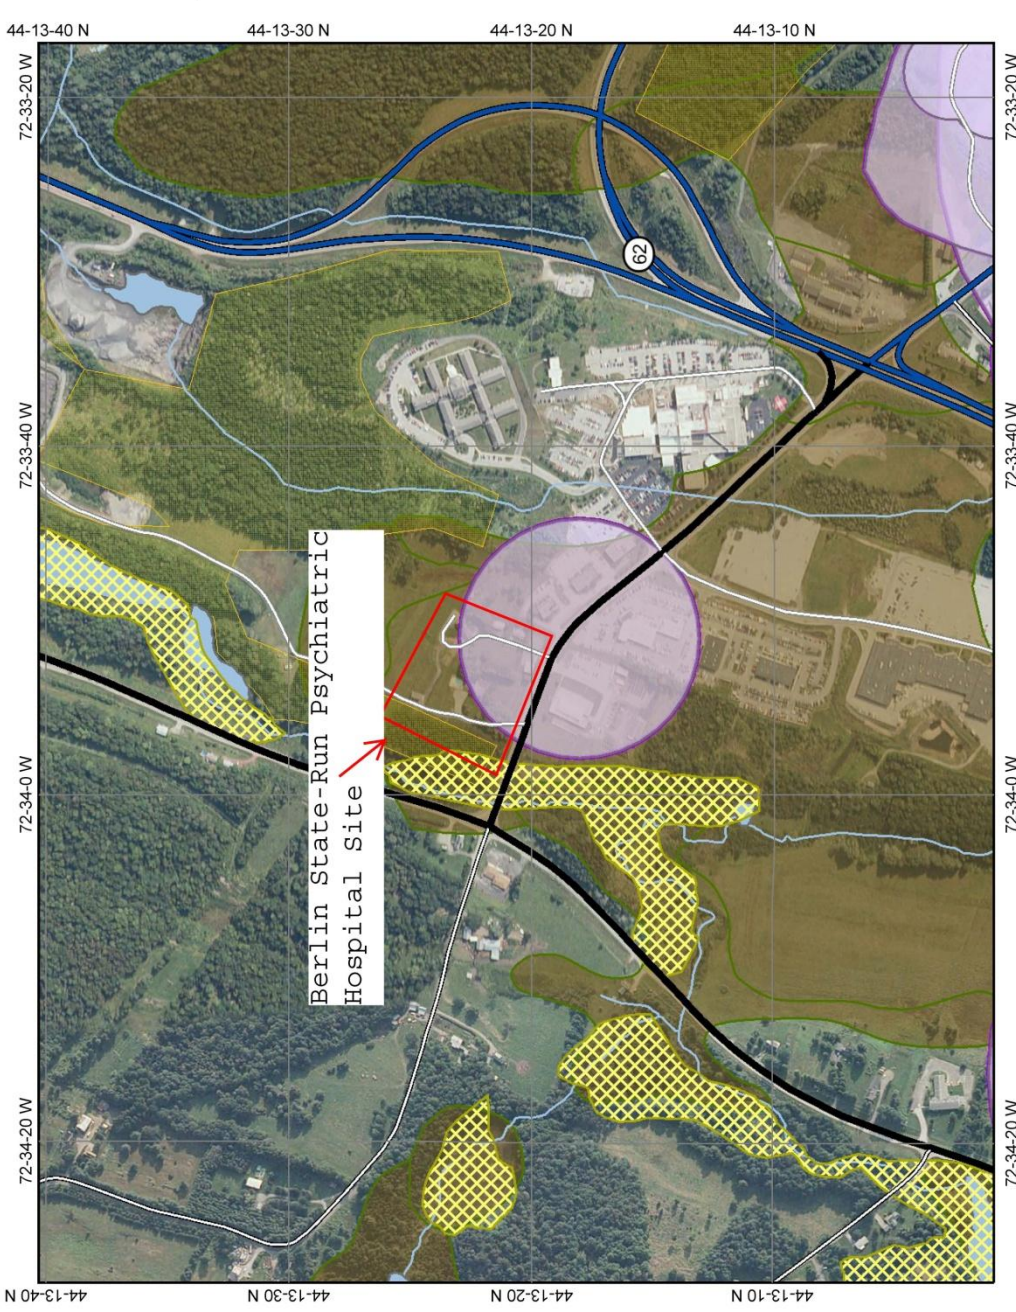 44-13-40 N
44-13-30 N
44-13-20 N
44-13-10 N
72-33-20 W
72-33-20 W
62
72-33-40 W
72-33-40 W
Berlin State-Run Psychiatric
Hospital Site
72-34-0 W
72-34-0 W
72-34-20 W
72-34-20 W
44-13-40 N
44-13-30 N
44-13-20 N
44-13-10 N